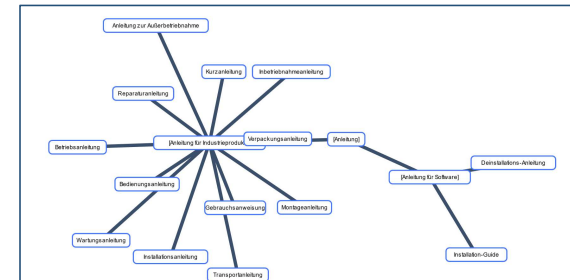 Anleitung zur Außerbetriebnahme
Kurzanleitung
Inbetriebnahmeanleitung
Reparaturanleitung
Betriebsanleitung
[Anleitung für Industrieproduk
Verpackungsanleitung
[Anleitung]
Deinstallations-Anleitung
[Anleitung für Software]
Bedienungsanleitung
Gebrauchsanweisung
Montageanleitung
Wartungsanleitung
Installationsanleitung
Installation-Guide
Transportanleitung